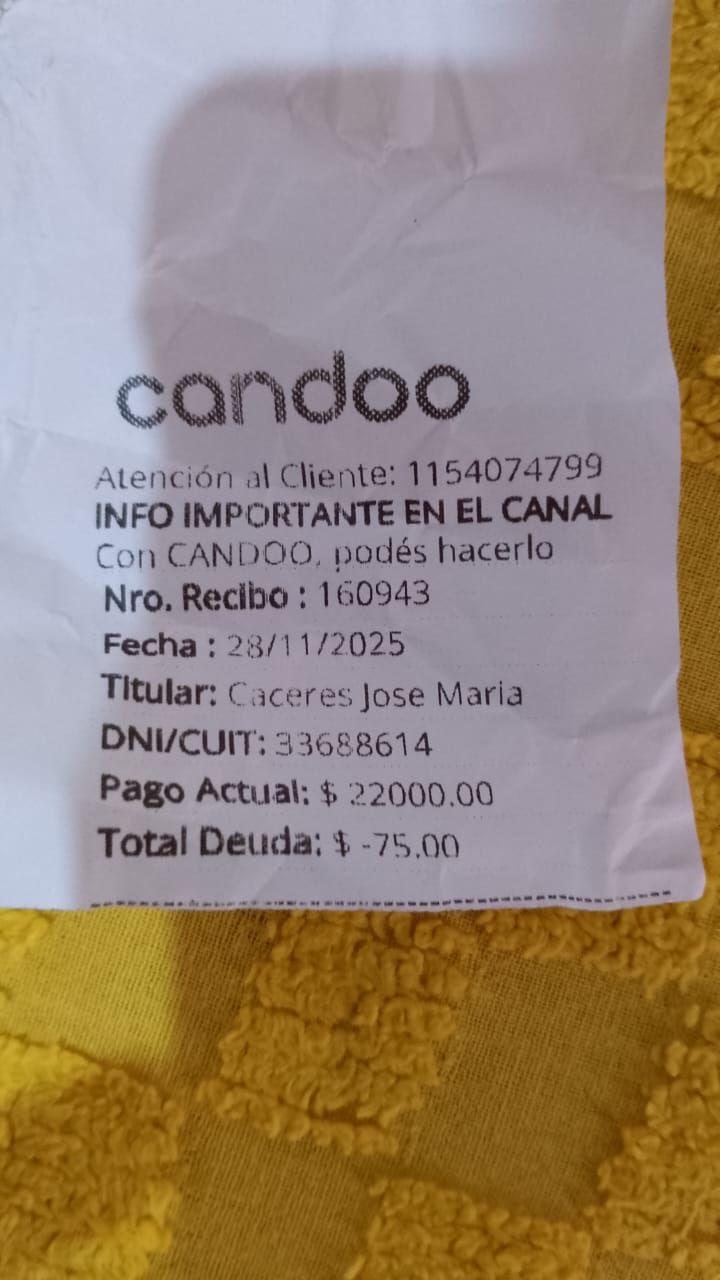 candoo
Atención al Cliente: 1154074799
INFO IMPORTANTE EN EL CANAL
Con CANDOO, podés hacerlo
Nro. Recibo : 160943
Fecha : 28/11/2025
Titular: Caceres Jose Maria
DNI/CUIT: 33688614
Pago Actual: $ 22000.00
Total Deuda: $ -75.00